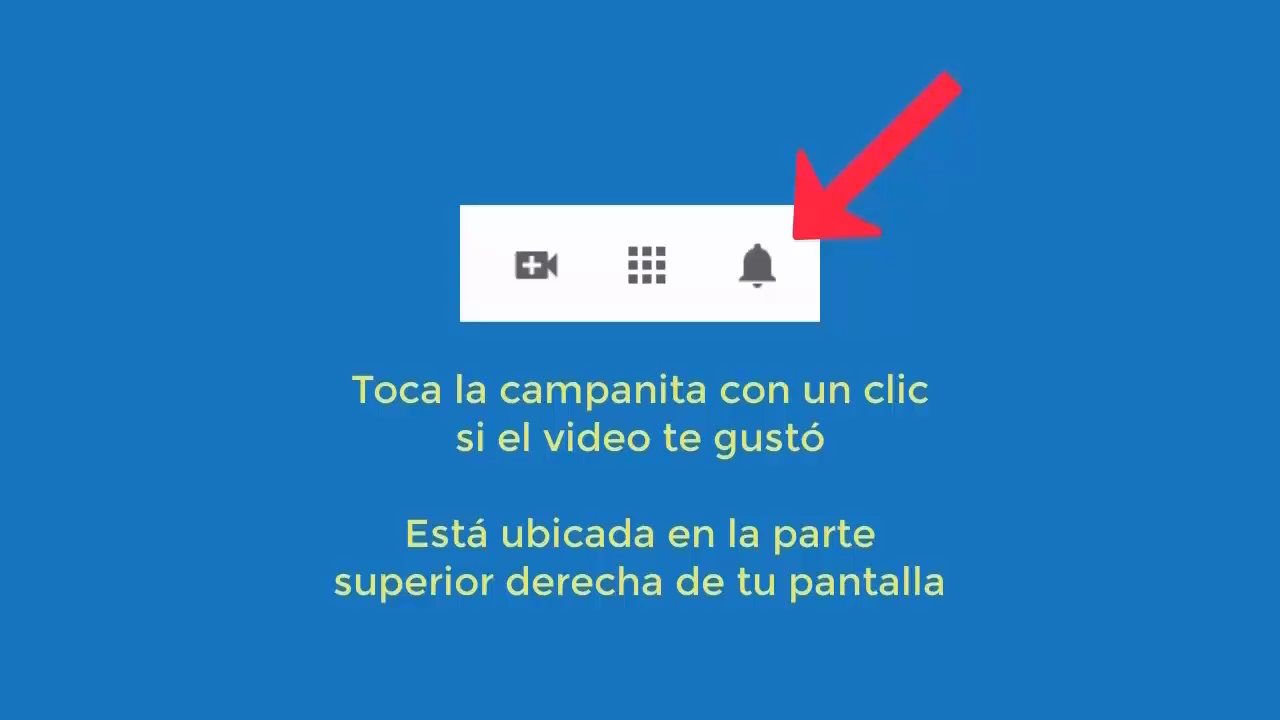 Toca la campanita con un clic
si el video te gustó
Está ubicada en la parte
superior derecha de tu pantalla